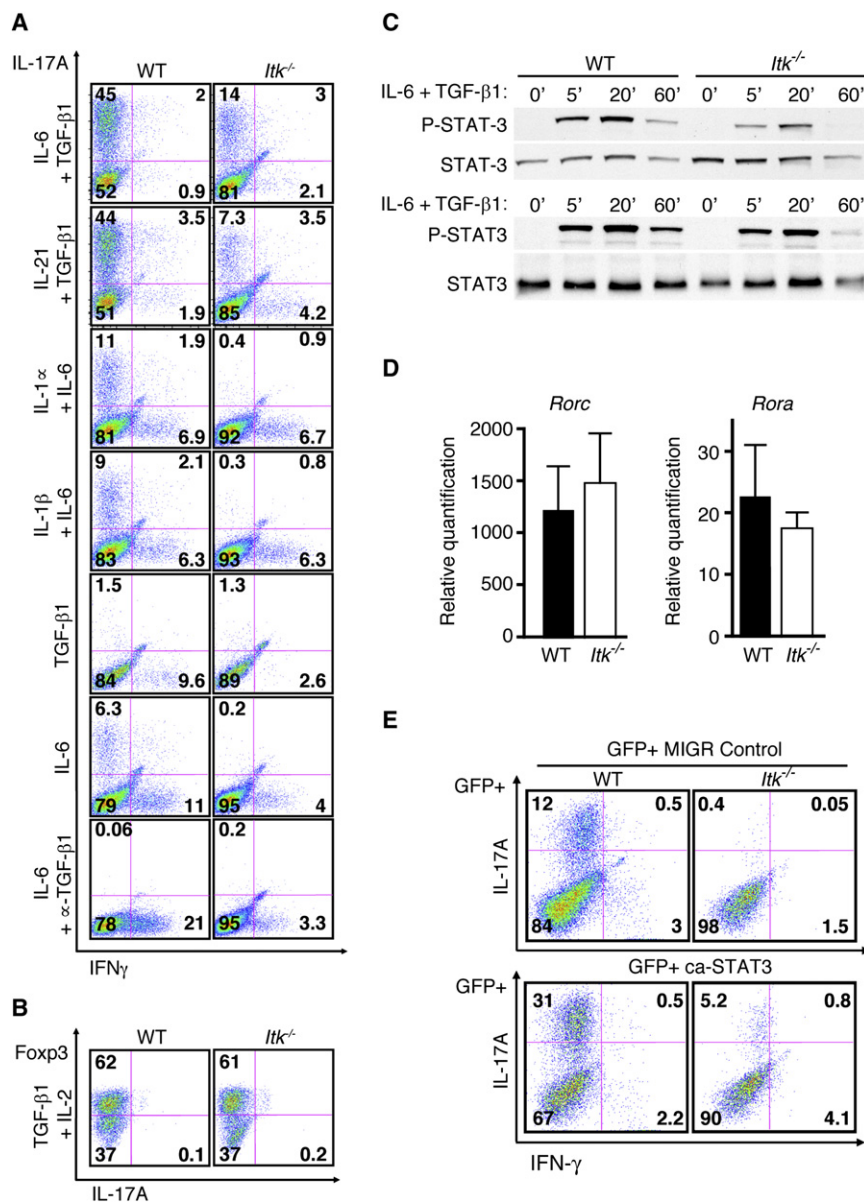 A
IL-17A
WT Itk-/-
IL-6 + TGF-β1
45 2 14 3
52 0.9 81 2.1
IL-21 + TGF-β1
44 3.5 7.3 3.5
51 1.9 85 4.2
IL-1α + IL-6
11 1.9 0.4 0.9
81 6.9 92 6.7
IL-1β + IL-6
9 2.1 0.3 0.8
83 6.3 93 6.3
TGF-β1
1.5 1.3
84 9.6 89 2.6
IL-6
6.3 0.2
79 11 95 4
IL-6 + α-TGF-β1
0.06 0.2
78 21 95 3.3
IFNγ
B
Foxp3
WT Itk-/-
TGF-β1 + IL-2
62 61
37 0.1 37 0.2
IL-17A
C
WT Itk-/-
IL-6 + TGF-β1: 0' 5' 20' 60' 0' 5' 20' 60'
P-STAT-3
STAT-3
IL-6 + TGF-β1: 0' 5' 20' 60' 0' 5' 20' 60'
P-STAT3
STAT3
D
Rorc
Relative quantification
2000
1500
1000
500
0
WT Itk-/-
Rora
Relative quantification
30
20
10
0
WT Itk-/-
E
GFP+ MIGR Control
WT Itk-/-
GFP+
IL-17A
12 0.5 0.4 0.05
84 3 98 1.5
GFP+ ca-STAT3
GFP+
IL-17A
31 0.5 5.2 0.8
67 2.2 90 4.1
IFN-γ